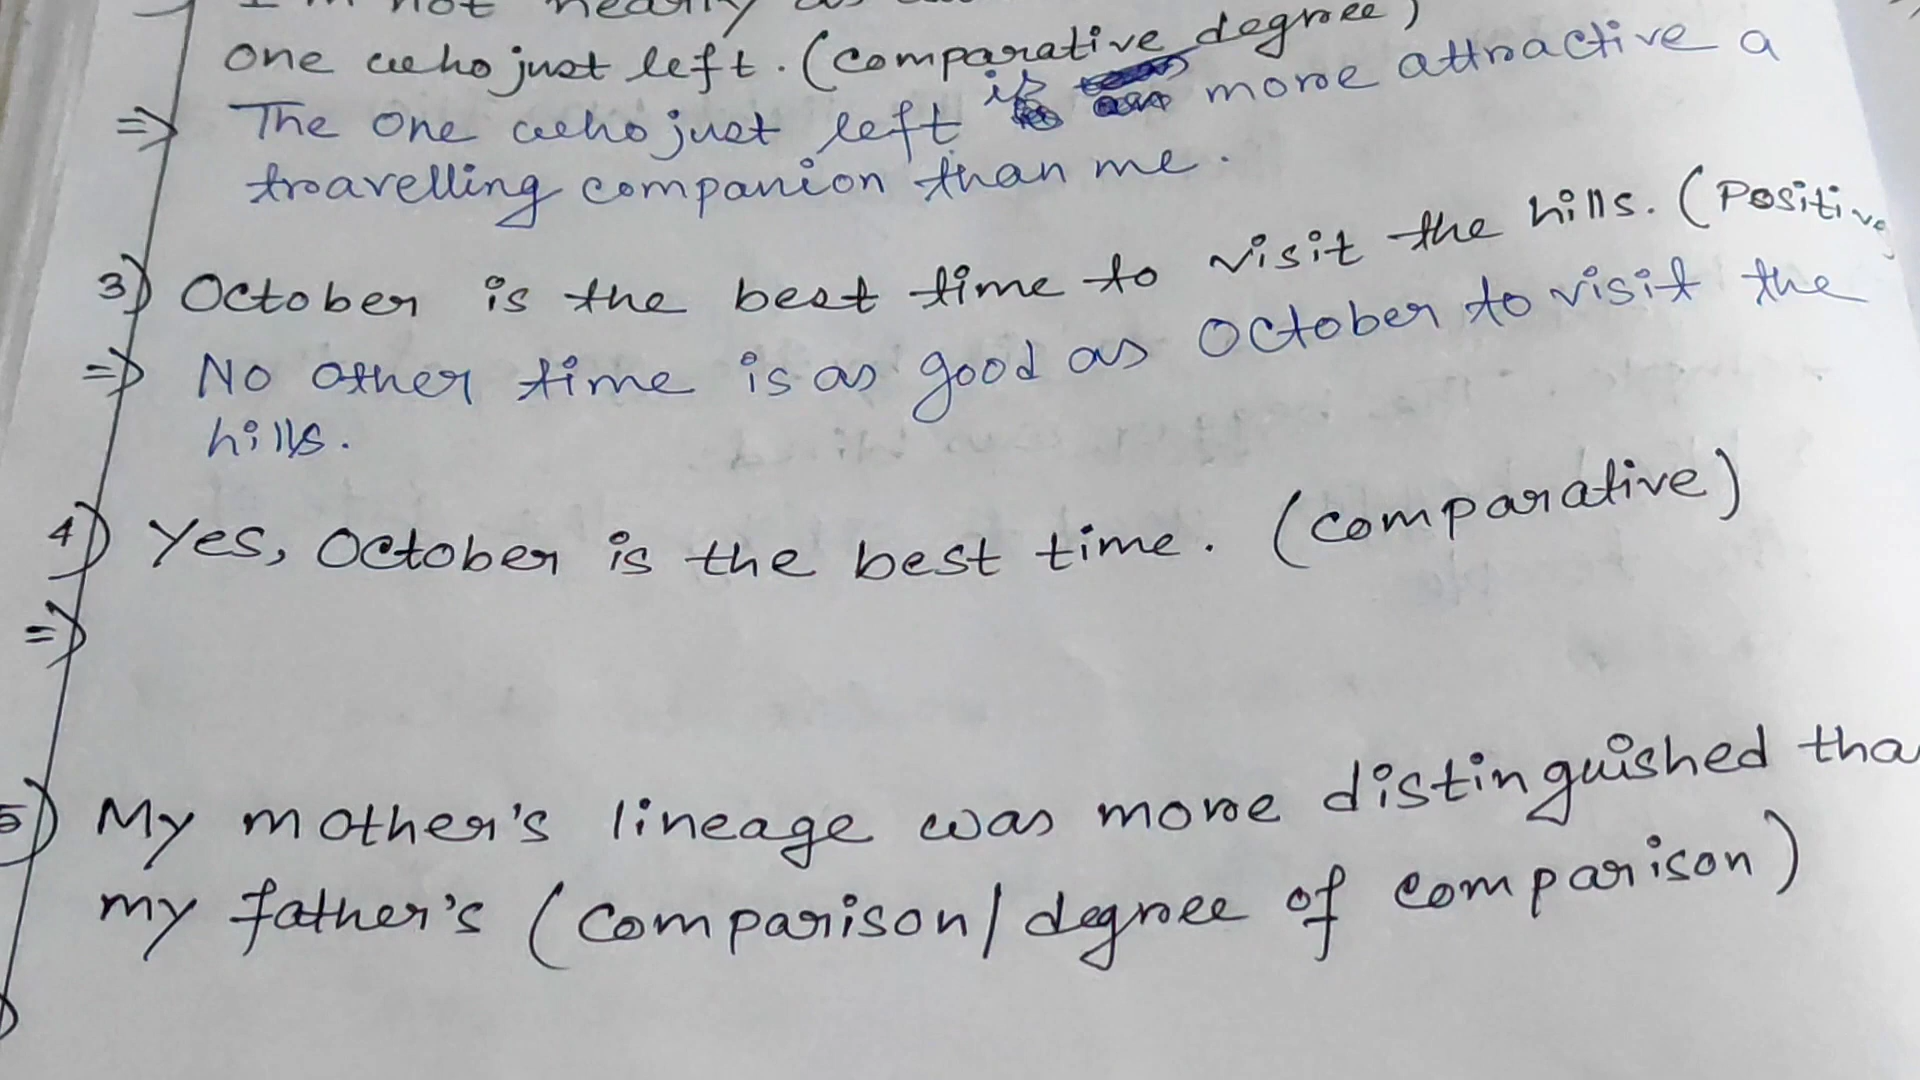 I'm not nearly as
one who just left. (comparative degree)
=> The one who just left is more attractive a
travelling companion than me.
3) October is the best time to visit the hills. (Positive
=> No other time is as good as October to visit the
hills.
4) Yes, October is the best time. (comparative)
=>
5) My mother's lineage was more distinguished tha
my father's (comparison/degree of comparison)